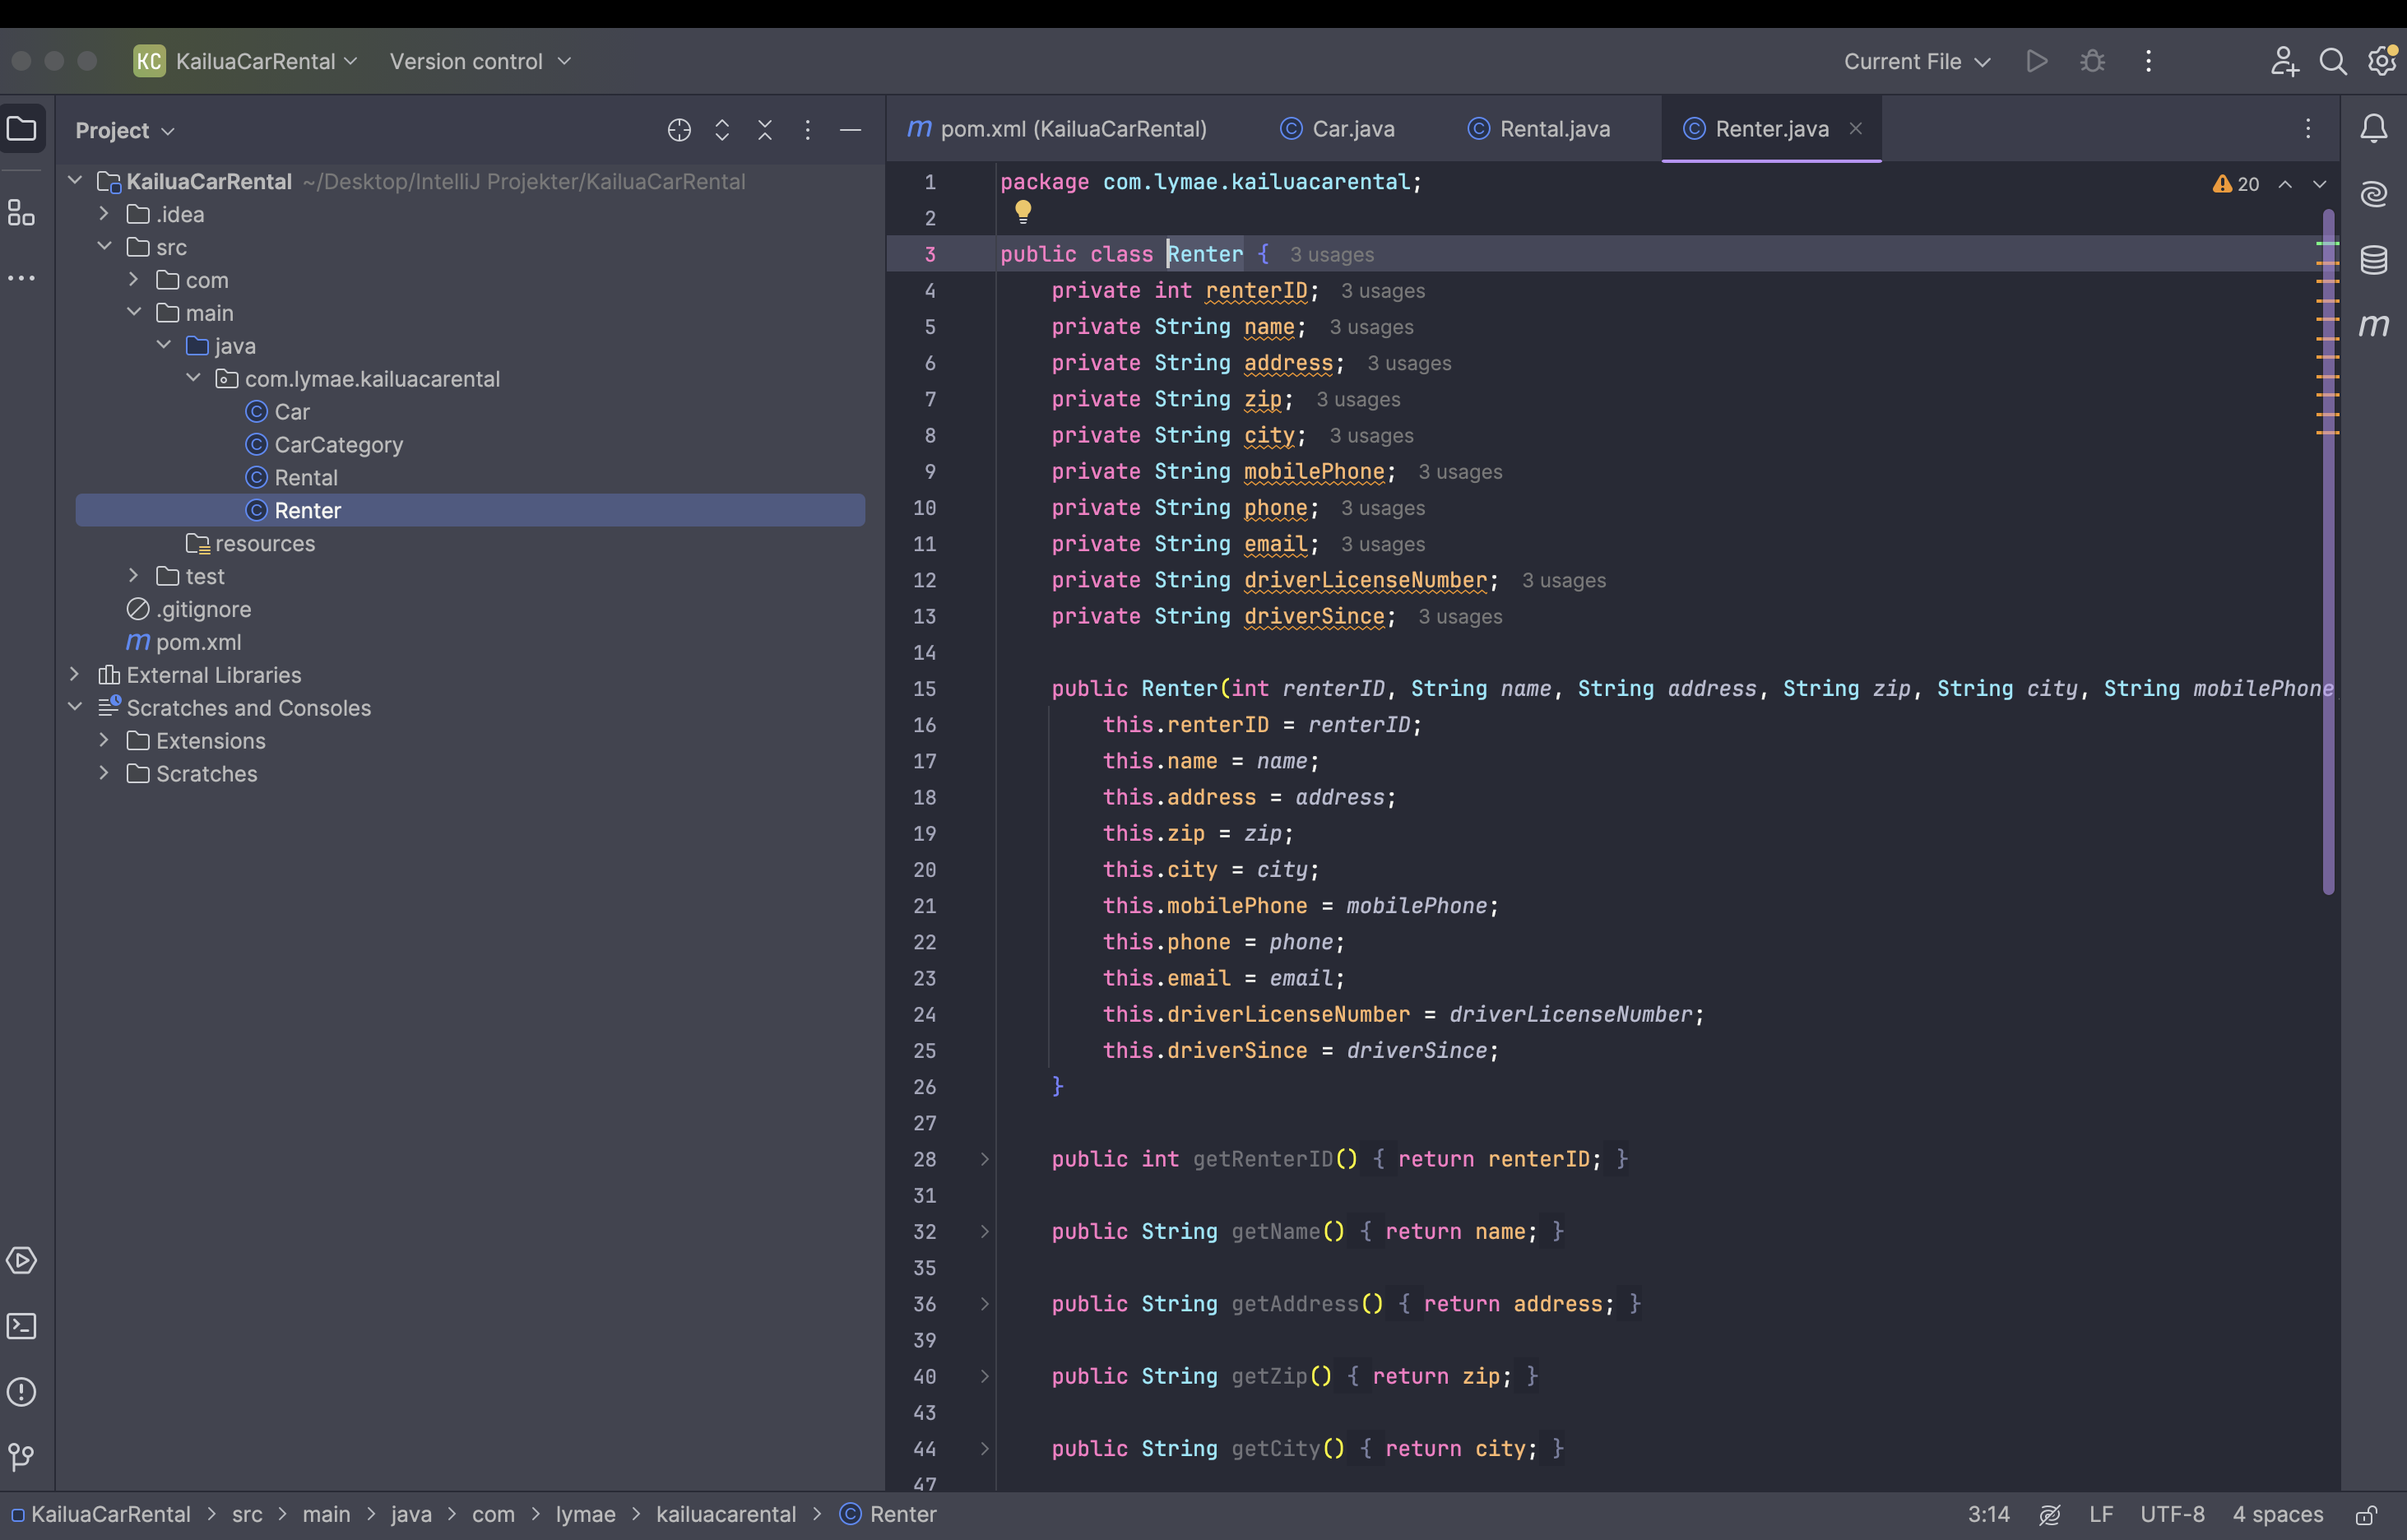 KC KailuaCarRental Version control Current File
Project
KailuaCarRental ~/Desktop/IntelliJ Projekter/KailuaCarRental
.idea
src
com
main
java
com.lymae.kailuacarental
Car
CarCategory
Rental
Renter
resources
test
.gitignore
m pom.xml
External Libraries
Scratches and Consoles
Extensions
Scratches
m pom.xml (KailuaCarRental) Car.java Rental.java Renter.java
20
1 package com.lymae.kailuacarental;
2
3 public class Renter { 3 usages
4 private int renterID; 3 usages
5 private String name; 3 usages
6 private String address; 3 usages
7 private String zip; 3 usages
8 private String city; 3 usages
9 private String mobilePhone; 3 usages
10 private String phone; 3 usages
11 private String email; 3 usages
12 private String driverLicenseNumber; 3 usages
13 private String driverSince; 3 usages
14
15 public Renter(int renterID, String name, String address, String zip, String city, String mobilePhone
16 this.renterID = renterID;
17 this.name = name;
18 this.address = address;
19 this.zip = zip;
20 this.city = city;
21 this.mobilePhone = mobilePhone;
22 this.phone = phone;
23 this.email = email;
24 this.driverLicenseNumber = driverLicenseNumber;
25 this.driverSince = driverSince;
26 }
27
28 public int getRenterID() { return renterID; }
31
32 public String getName() { return name; }
35
36 public String getAddress() { return address; }
39
40 public String getZip() { return zip; }
43
44 public String getCity() { return city; }
47
m
KailuaCarRental > src > main > java > com > lymae > kailuacarental > Renter
3:14 LF UTF-8 4 spaces